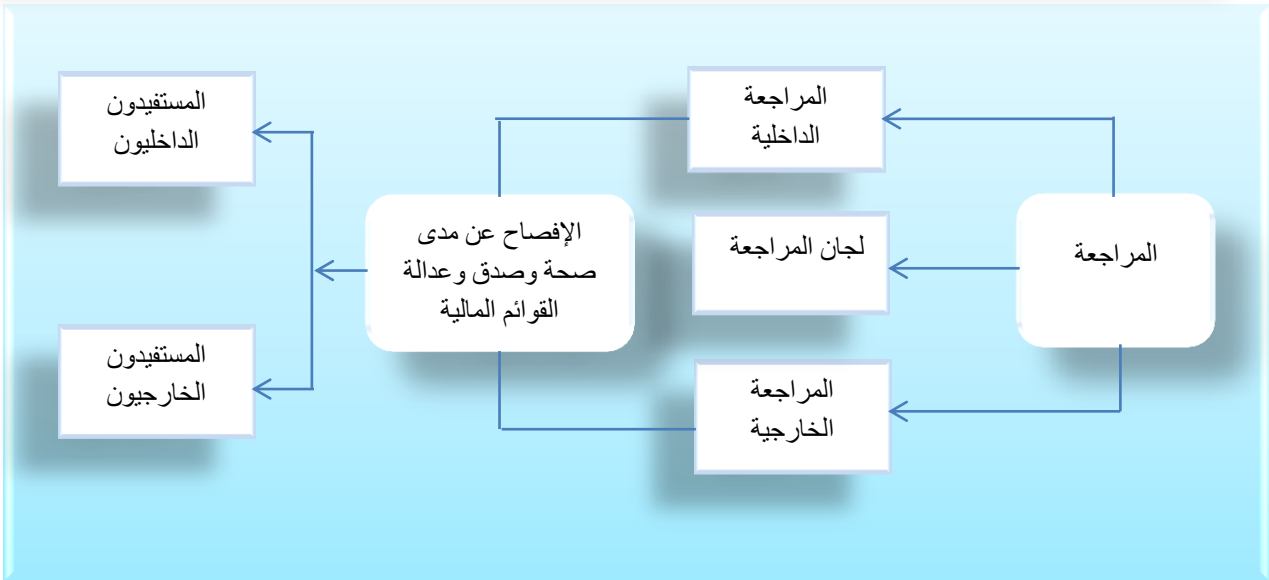 المراجعة
المراجعة
الداخلية
لجان المراجعة
المراجعة
الخارجية
الإفصاح عن مدى
صحة وصدق وعدالة
القوائم المالية
المستفيدون
الداخليون
المستفيدون
الخارجيون